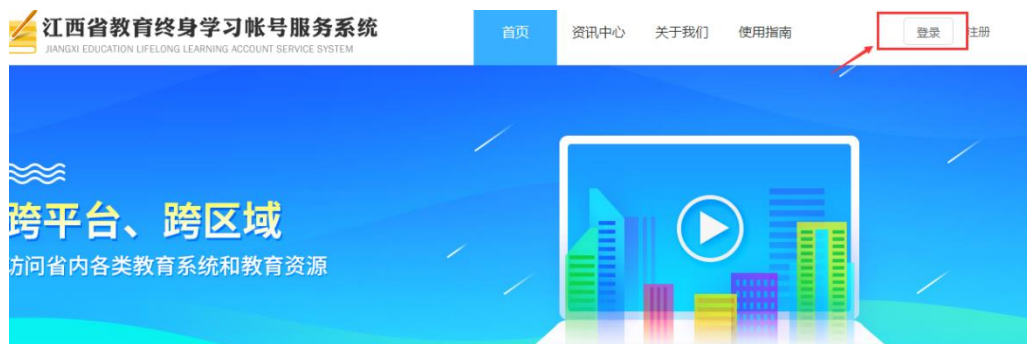 江西省教育终身学习帐号服务系统
JIANGXI EDUCATION LIFELONG LEARNING ACCOUNT SERVICE SYSTEM
首页 资讯中心 关于我们 使用指南 登录 注册
跨平台、跨区域
访问省内各类教育系统和教育资源